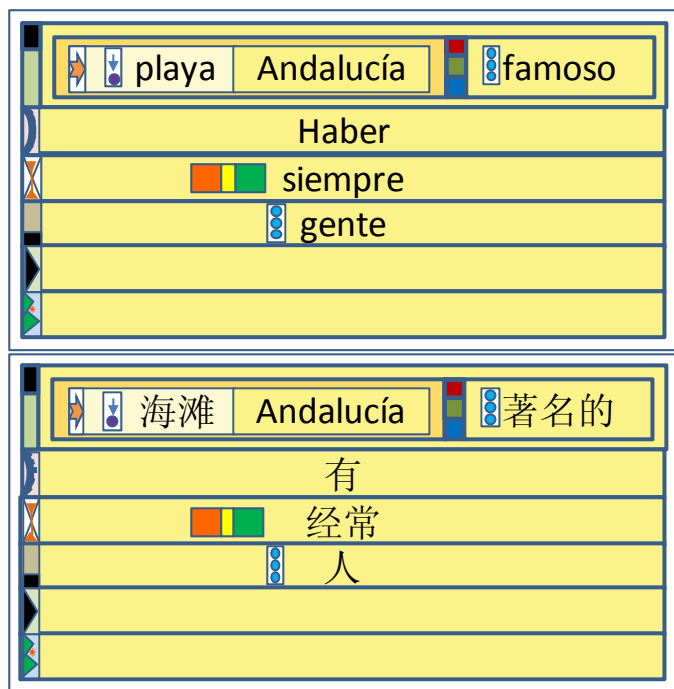 playa Andalucía famoso
Haber
siempre
gente
海滩 Andalucía 著名的
有
经常
人